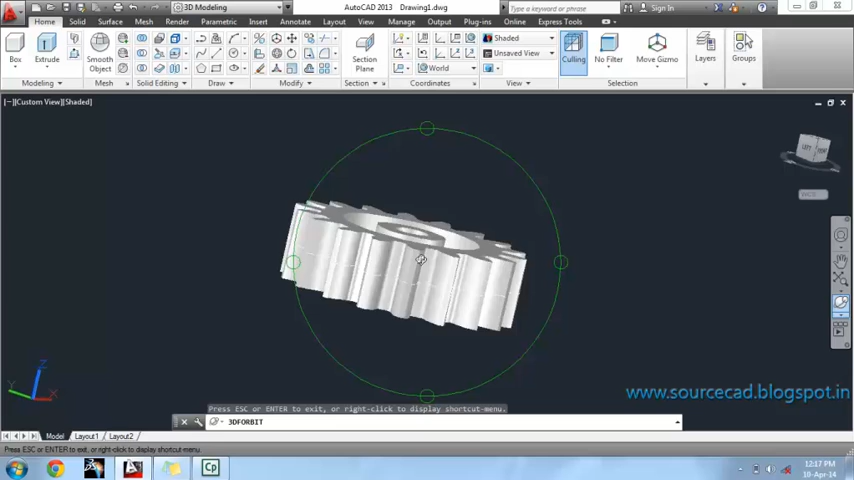 3D Modeling
AutoCAD 2013 Drawing1.dwg
Type a keyword or phrase
Sign In
Home Solid Surface Mesh Render Parametric Insert Annotate Layout View Manage Output Plug-ins Online Express Tools
Box
Extrude
Smooth Object
Section Plane
World
Shaded
Unsaved View
Culling
No Filter
Move Gizmo
Layers
Groups
Modeling Mesh Solid Editing Draw Modify Section Coordinates View Selection
[−][Custom View][Shaded]
LEFT FRONT
Y Z X
www.sourcecad.blogspot.in
Press ESC or ENTER to exit, or right-click to display shortcut-menu.
3DFORBIT
Model Layout1 Layout2
Press ESC or ENTER to exit, or right-click to display shortcut-menu.
Cp
12:17 PM
10-Apr-14